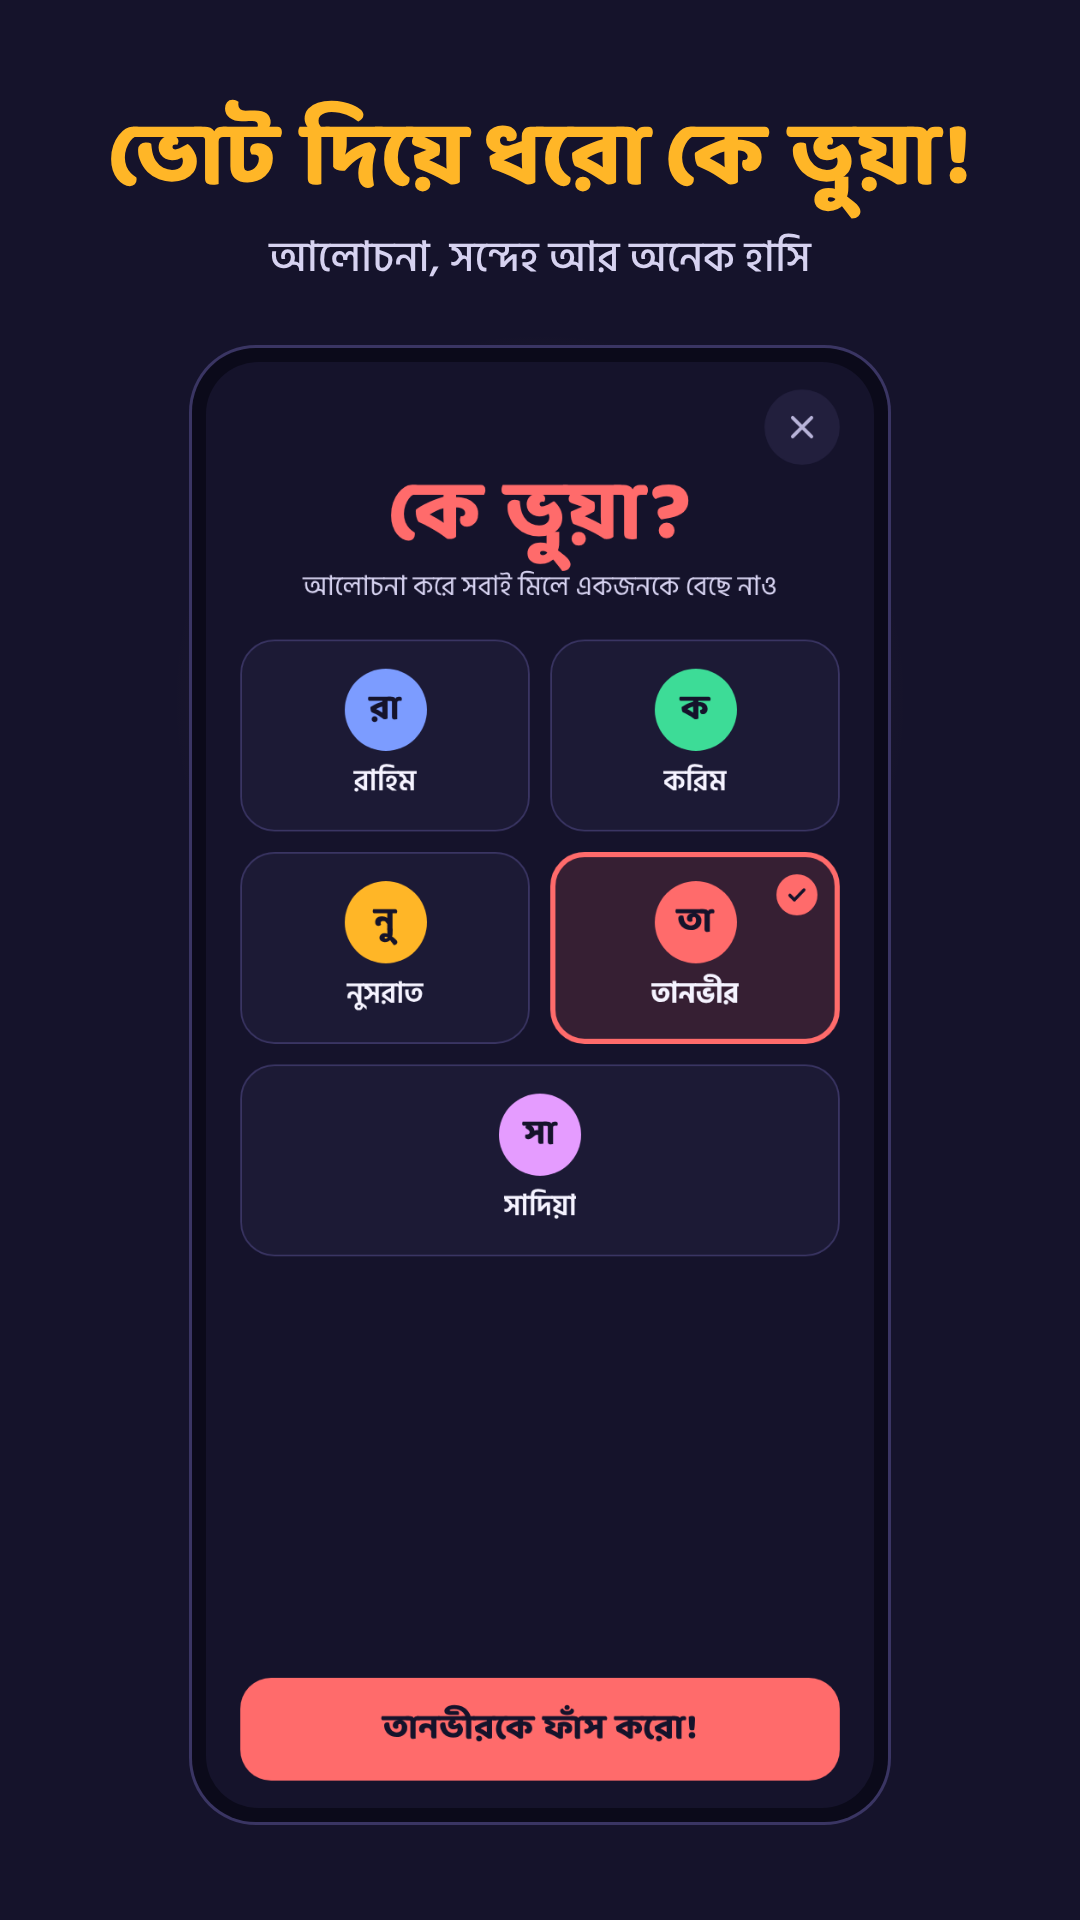 ভোট দিয়ে ধরো কে ভুয়া!
আলোচনা, সন্দেহ আর অনেক হাসি
কে ভুয়া?
আলোচনা করে সবাই মিলে একজনকে বেছে নাও
রা
রাহিম
ক
করিম
নু
নুসরাত
তা
তানভীর
সা
সাদিয়া
তানভীরকে ফাঁস করো!